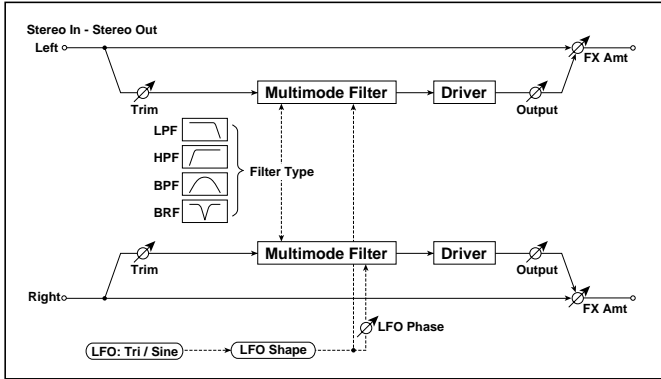 Stereo In - Stereo Out
Left
FX Amt
Trim
Multimode Filter
Driver
Output
LPF
HPF
BPF
BRF
Filter Type
Trim
Multimode Filter
Driver
Output
Right
FX Amt
LFO Phase
LFO: Tri / Sine
LFO Shape